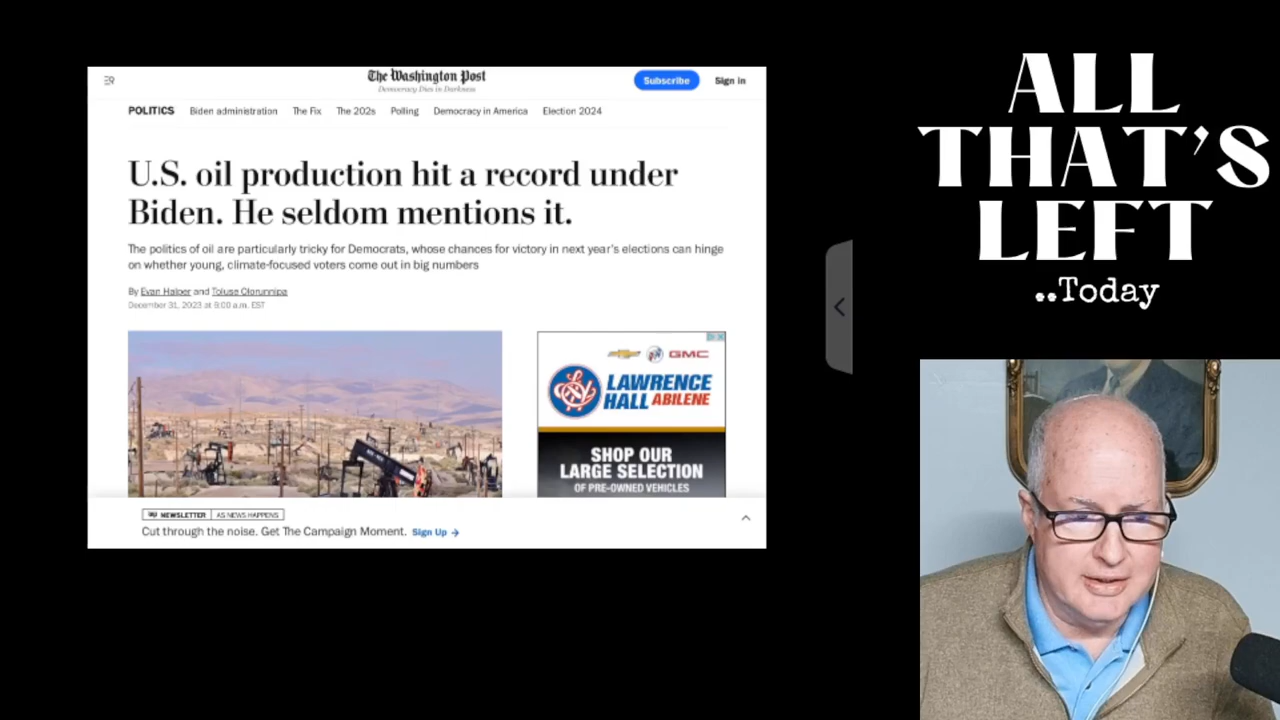 The Washington Post
Democracy Dies in Darkness
Subscribe
Sign in
POLITICS Biden administration The Fix The 202s Polling Democracy in America Election 2024
U.S. oil production hit a record under
Biden. He seldom mentions it.
The politics of oil are particularly tricky for Democrats, whose chances for victory in next year's elections can hinge
on whether young, climate-focused voters come out in big numbers
By Evan Halper and Toluse Olorunnipa
December 31, 2023 at 9:00 a.m. EST
GMC
LAWRENCE
HALL ABILENE
SHOP OUR
LARGE SELECTION
OF PRE-OWNED VEHICLES
NEWSLETTER AS NEWS HAPPENS
Cut through the noise. Get The Campaign Moment. Sign Up →
ALL
THAT'S
LEFT
..Today